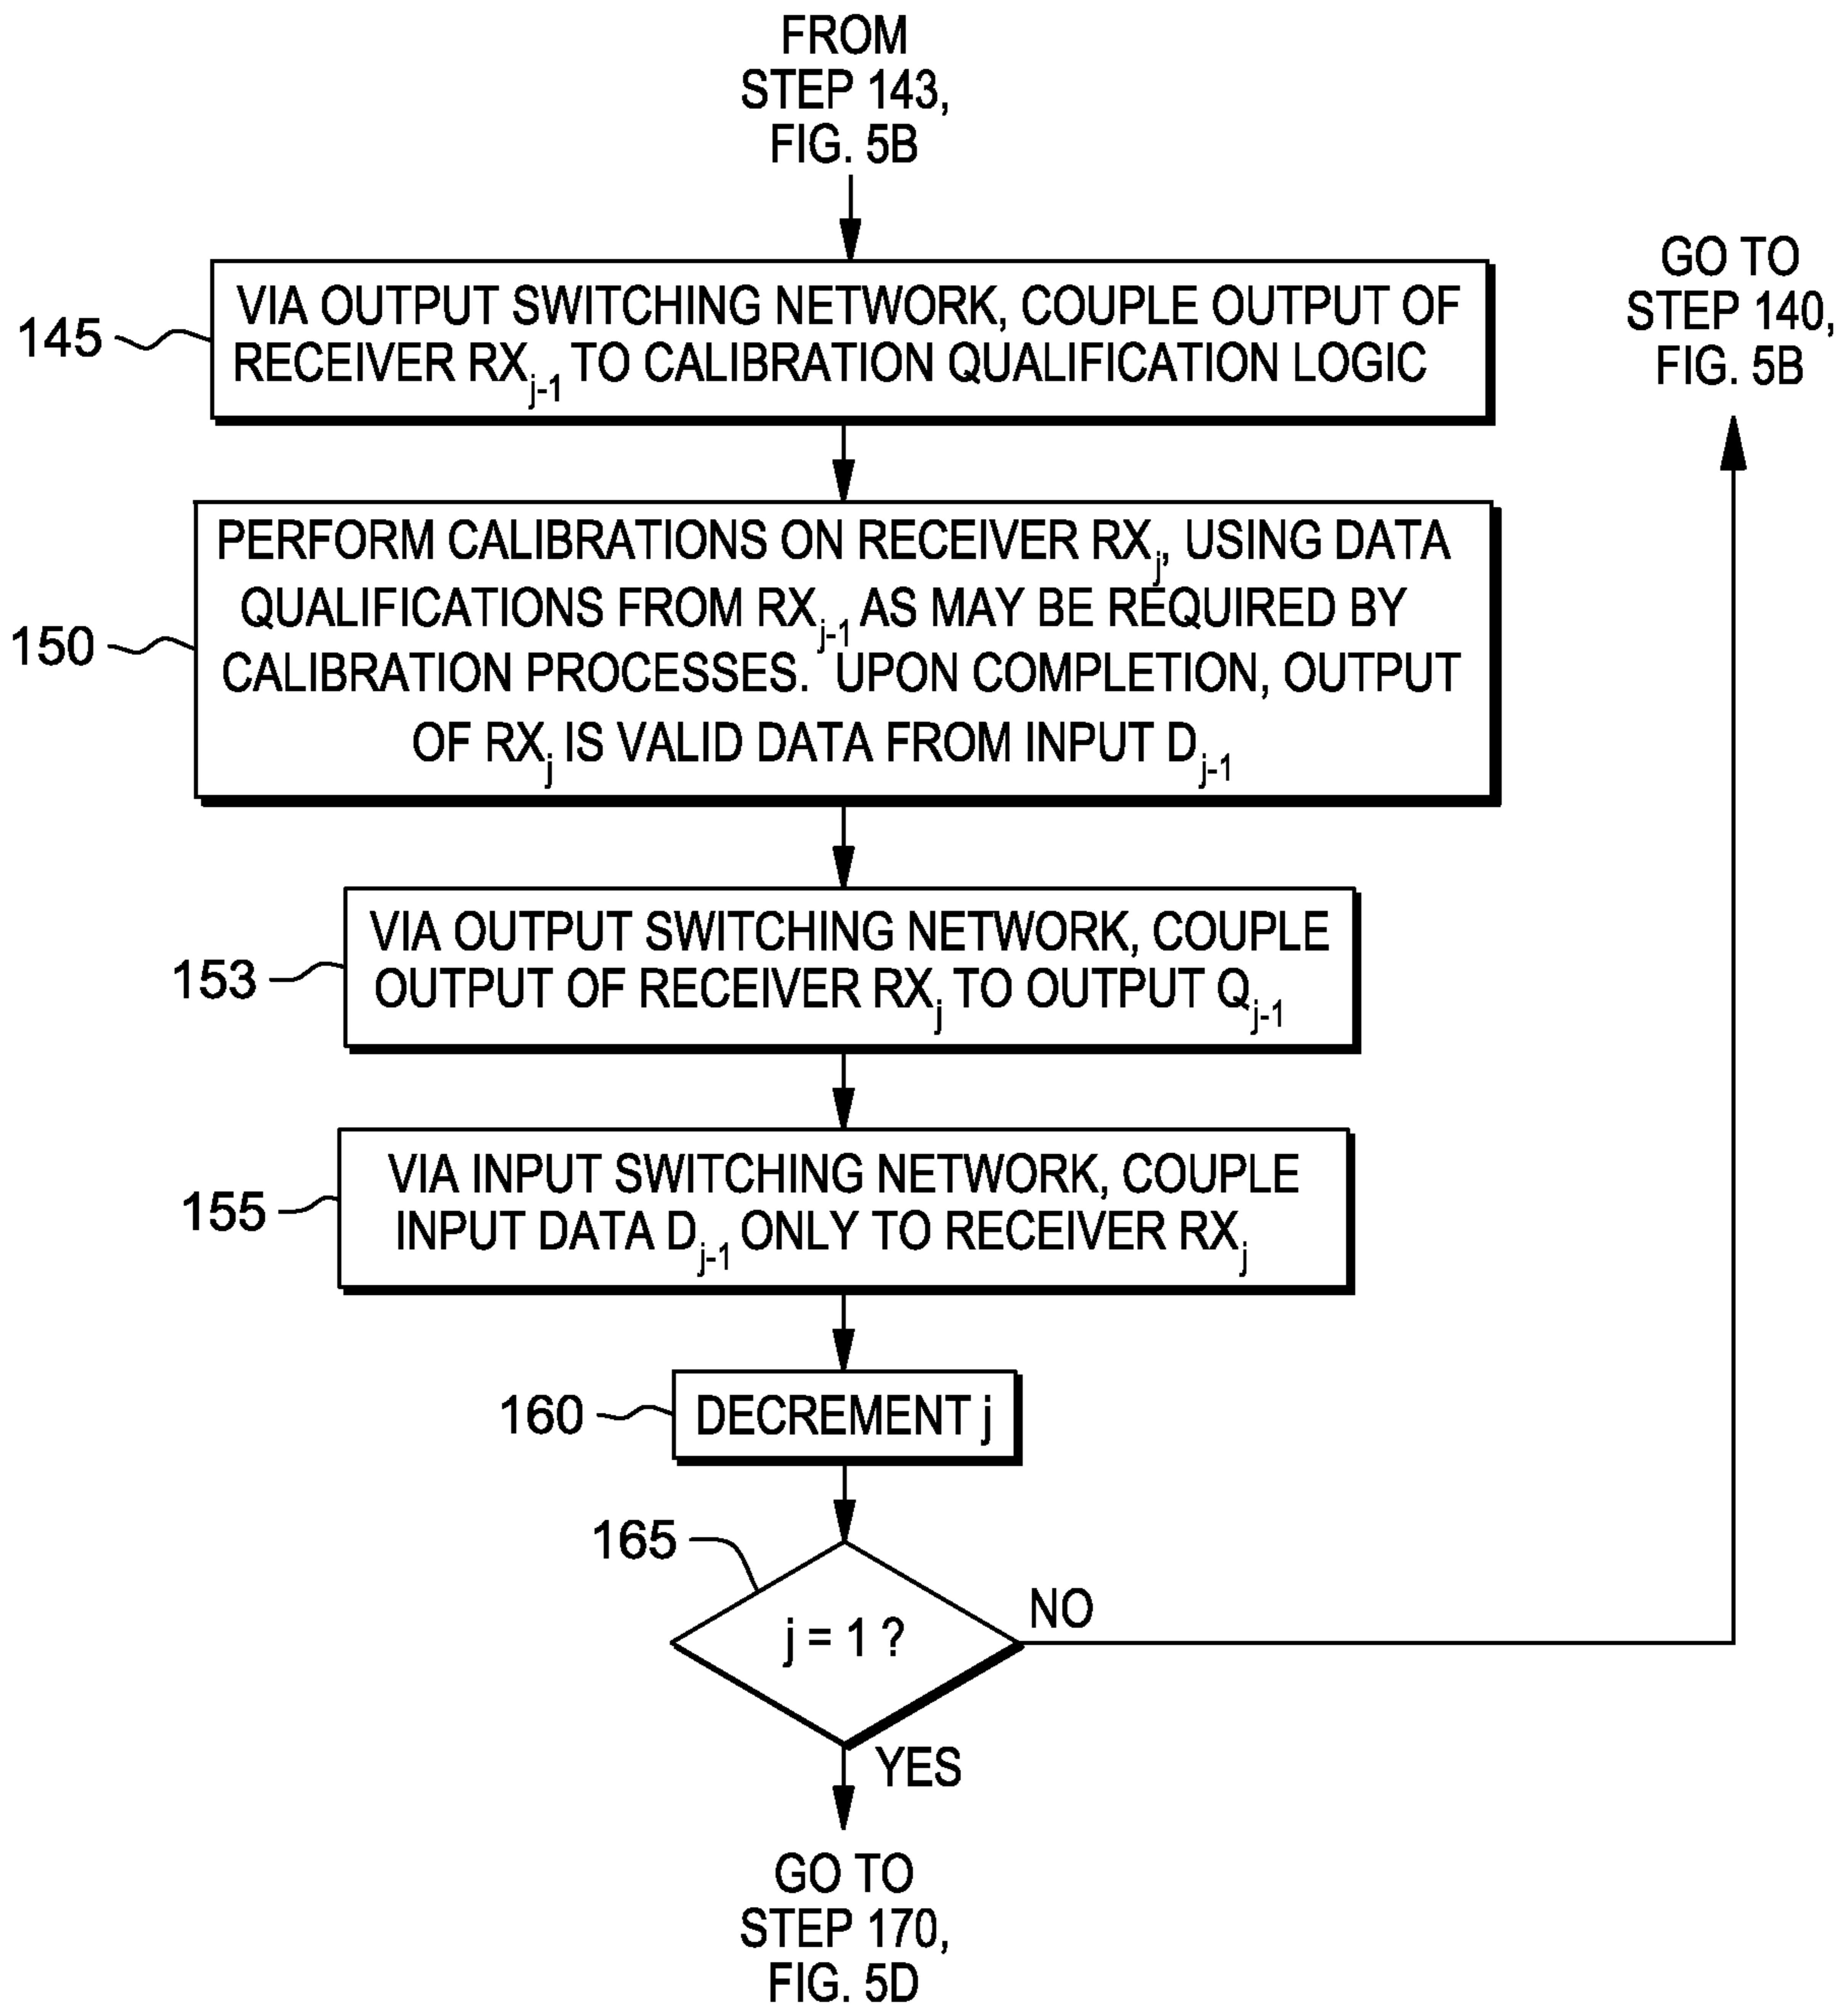 FROM
STEP 143,
FIG. 5B
GO TO
STEP 140,
FIG. 5B
145
VIA OUTPUT SWITCHING NETWORK, COUPLE OUTPUT OF
RECEIVER RXj-1 TO CALIBRATION QUALIFICATION LOGIC
150
PERFORM CALIBRATIONS ON RECEIVER RXj, USING DATA
QUALIFICATIONS FROM RXj-1 AS MAY BE REQUIRED BY
CALIBRATION PROCESSES. UPON COMPLETION, OUTPUT
OF RXj IS VALID DATA FROM INPUT Dj-1
153
VIA OUTPUT SWITCHING NETWORK, COUPLE
OUTPUT OF RECEIVER RXj TO OUTPUT Qj-1
155
VIA INPUT SWITCHING NETWORK, COUPLE
INPUT DATA Dj-1 ONLY TO RECEIVER RXj
160
DECREMENT j
165
j = 1 ?
NO
YES
GO TO
STEP 170,
FIG. 5D